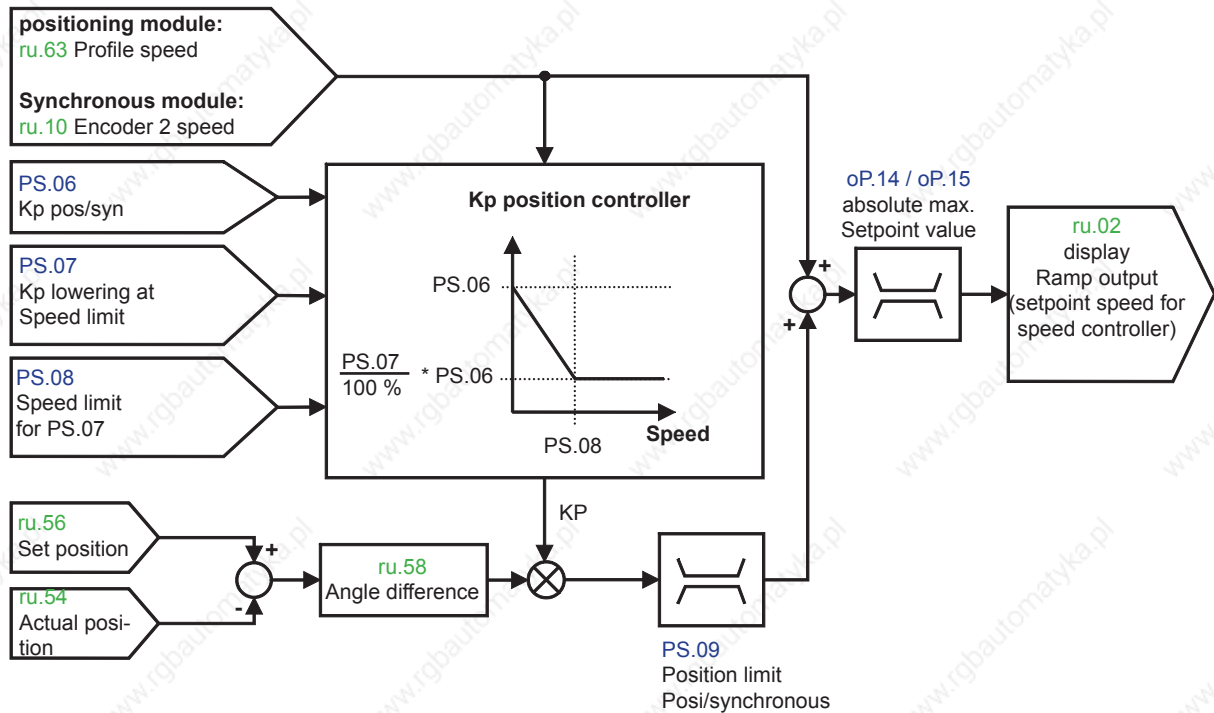 positioning module:
ru.63 Profile speed
Synchronous module:
ru.10 Encoder 2 speed
PS.06
Kp pos/syn
PS.07
Kp lowering at
Speed limit
PS.08
Speed limit
for PS.07
Kp position controller
PS.06
PS.07
100 %
* PS.06
PS.08
Speed
KP
oP.14 / oP.15
absolute max.
Setpoint value
+
+
ru.02
display
Ramp output
(setpoint speed for
speed controller)
ru.56
Set position
+
-
ru.54
Actual posi-
tion
ru.58
Angle difference
PS.09
Position limit
Posi/synchronous
www.rgbautomatyka.pl